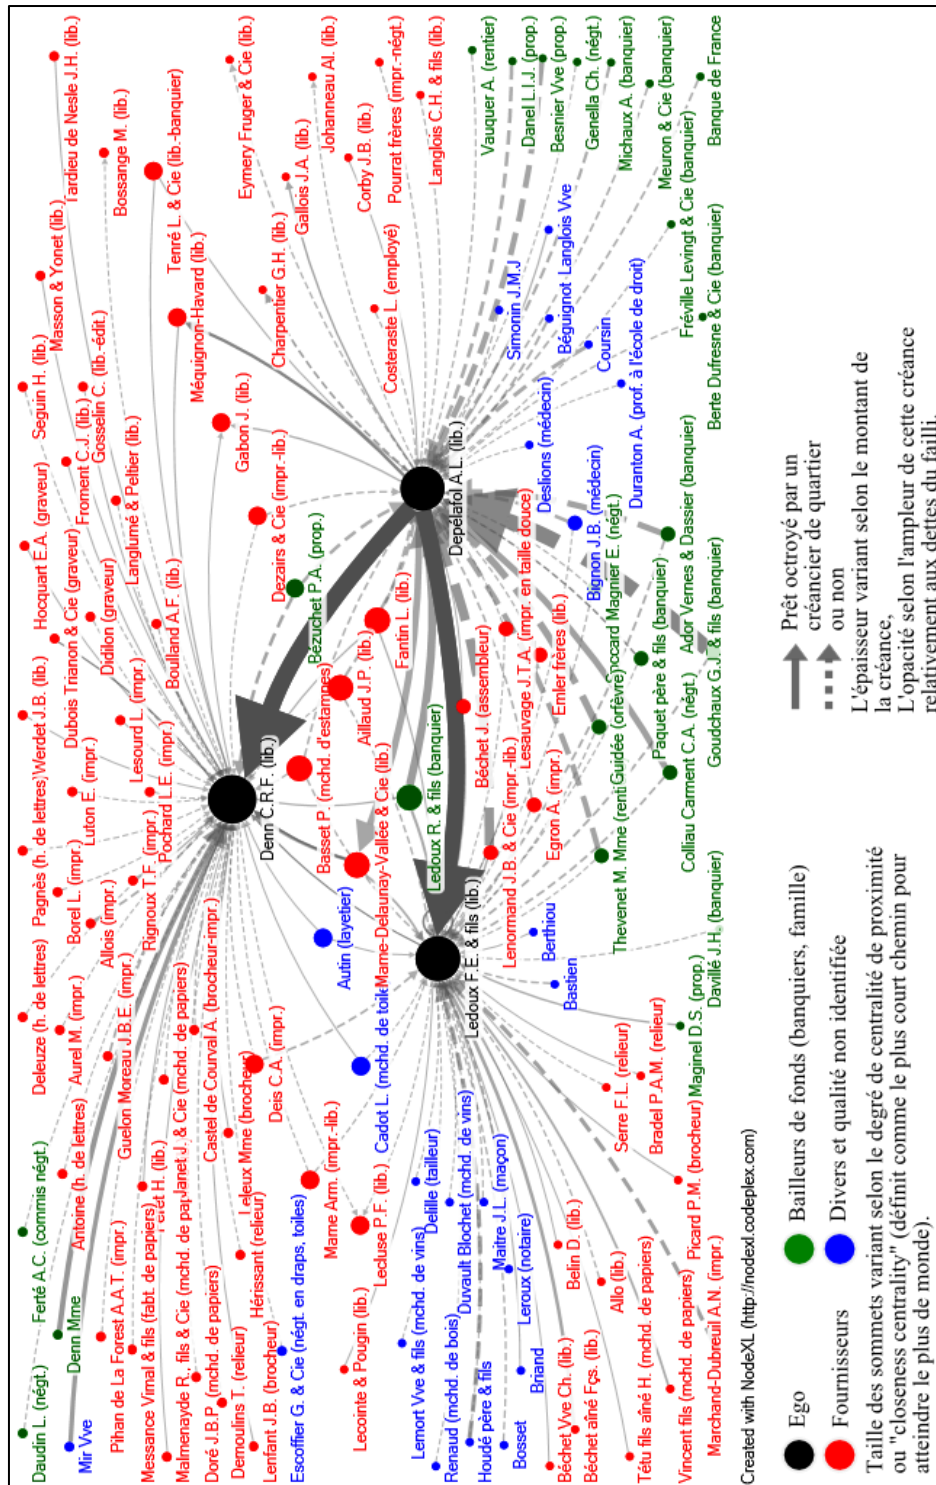 Daudin L. (négt.)
Ferté A.C. (commis négt.)
Deleuze (h. de lettres)
Pagnès (h. de lettres)
Werdet J.B. (lib.)
Hocquart E.A. (graveur)
Seguin H. (lib.)
Masson & Yonet (lib.)
Tardieu de Nesle J.H. (lib.)
Mir Vve
Denn Mme
Antoine (h. de lettres)
Aurel M. (impr.)
Borel L. (impr.)
Luton E. (impr.)
Dubois Trianon & Cie (graveur)
Froment C.J. (lib.)
Gosselin C. (lib.-édit.)
Bossange M. (lib.)
Pihan de La Forest A.A.T. (impr.)
Guelon Moreau J.B.E. (impr.)
Allois (impr.)
Rignoux T.F. (impr.)
Lesourd L. (impr.)
Pochard L.E. (impr.)
Didilon (graveur)
Langlumé & Peltier (lib.)
Boulland A.F. (lib.)
Tenré L. & Cie (lib.-banquier)
Messance Vimal & fils (fabt. de papiers)
Malmenayde R., fils & Cie (mchd. de pap
Janet J. & Cie (mchd. de papiers)
Méquignon-Havard (lib.)
Doré J.B.P. (mchd. de papiers)
Castel de Courval A. (brocheur-impr.)
Gabon J. (lib.)
Eymery Fruger & Cie (lib.)
Demoulins T. (relieur)
Leleux Mme (brocheur)
Denn C.R.F. (lib.)
Dezairs & Cie (impr.-lib.)
Charpentier G.H. (lib.)
Gallois J.A. (lib.)
Lenfant J.B. (brocheur)
Hérissant (relieur)
Deis C.A. (impr.)
Johanneau Al. (lib.)
Escoffier G. & Cie (négt. en draps, toiles)
Mame Arm. (impr.-lib.)
Autin (layetier)
Basset P. (mchd. d'estampes)
Bézuchet P.A. (prop.)
Corby J.B. (lib.)
Lecointe & Pougin (lib.)
Lecluse P.F. (lib.)
Cadot L. (mchd. de toile
Mame-Delaunay-Vallée & Cie (lib.)
Aillaud J.P. (lib.)
Fantin L. (lib.)
Costeraste L. (employé)
Pourrat frères (impr.-négt.)
Lemort Vve & fils (mchd. de vins)
Delille (tailleur)
Ledoux R. & fils (banquier)
Langlois C.H. & fils (lib.)
Renaud (mchd. de bois)
Duvault Blochet (mchd. de vins)
Ledoux F.E. & fils (lib.)
Béchet J. (assembleur)
Depélafol A.L. (lib.)
Vauquer A. (rentier)
Houdé père & fils
Maitre J.L. (maçon)
Lenormand J.B. & Cie (impr.-lib)
Lesauvage J.T.A. (impr. en taille douce)
Simonin J.M.J
Danel L.I.J. (prop.)
Bosset
Leroux (notaire)
Briand
Berthiou
Egron A. (impr.)
Emler frères (lib.)
Deslions (médecin)
Besnier Vve (prop.)
Béchet Vve Ch. (lib.)
Belin D. (lib.)
Bastien
Béguignot Langlois Vve
Genella Ch. (négt.)
Béchet aîné Fçs. (lib.)
Bignon J.B. (médecin)
Coursin
Allo (lib.)
Serre F.L. (relieur)
Thevenet M. Mme (renti
Guidée (orfèvre)
occard Magnier E. (négt.)
Michaux A. (banquier)
Têtu fils aîné H. (mchd. de papiers)
Bradel P.A.M. (relieur)
Paquet père & fils (banquier)
Duranton A. (prof. à l'école de droit)
Meuron & Cie (banquier)
Vincent fils (mchd. de papiers)
Picard P.M. (brocheur)
Maginel D.S. (prop.)
Colliau Carment C.A. (négt.)
Ador Vernes & Dassier (banquier)
Fréville Levingt & Cie (banquier)
Marchand-Dubreuil A.N. (impr.)
Davillé J.H. (banquier)
Goudchaux G.J. & fils (banquier)
Berte Dufresne & Cie (banquier)
Banque de France
Created with NodeXL (http://nodexl.codeplex.com)
Ego
Bailleurs de fonds (banquiers, famille)
Fournisseurs
Divers et qualité non identifiée
Taille des sommets variant selon le degré de centralité de proximité
ou "closeness centrality" (définit comme le plus court chemin pour
atteindre le plus de monde).
Prêt octroyé par un
créancier de quartier
ou non
L'épaisseur variant selon le montant de
la créance,
L'opacité selon l'ampleur de cette créance
relativement aux dettes du failli.